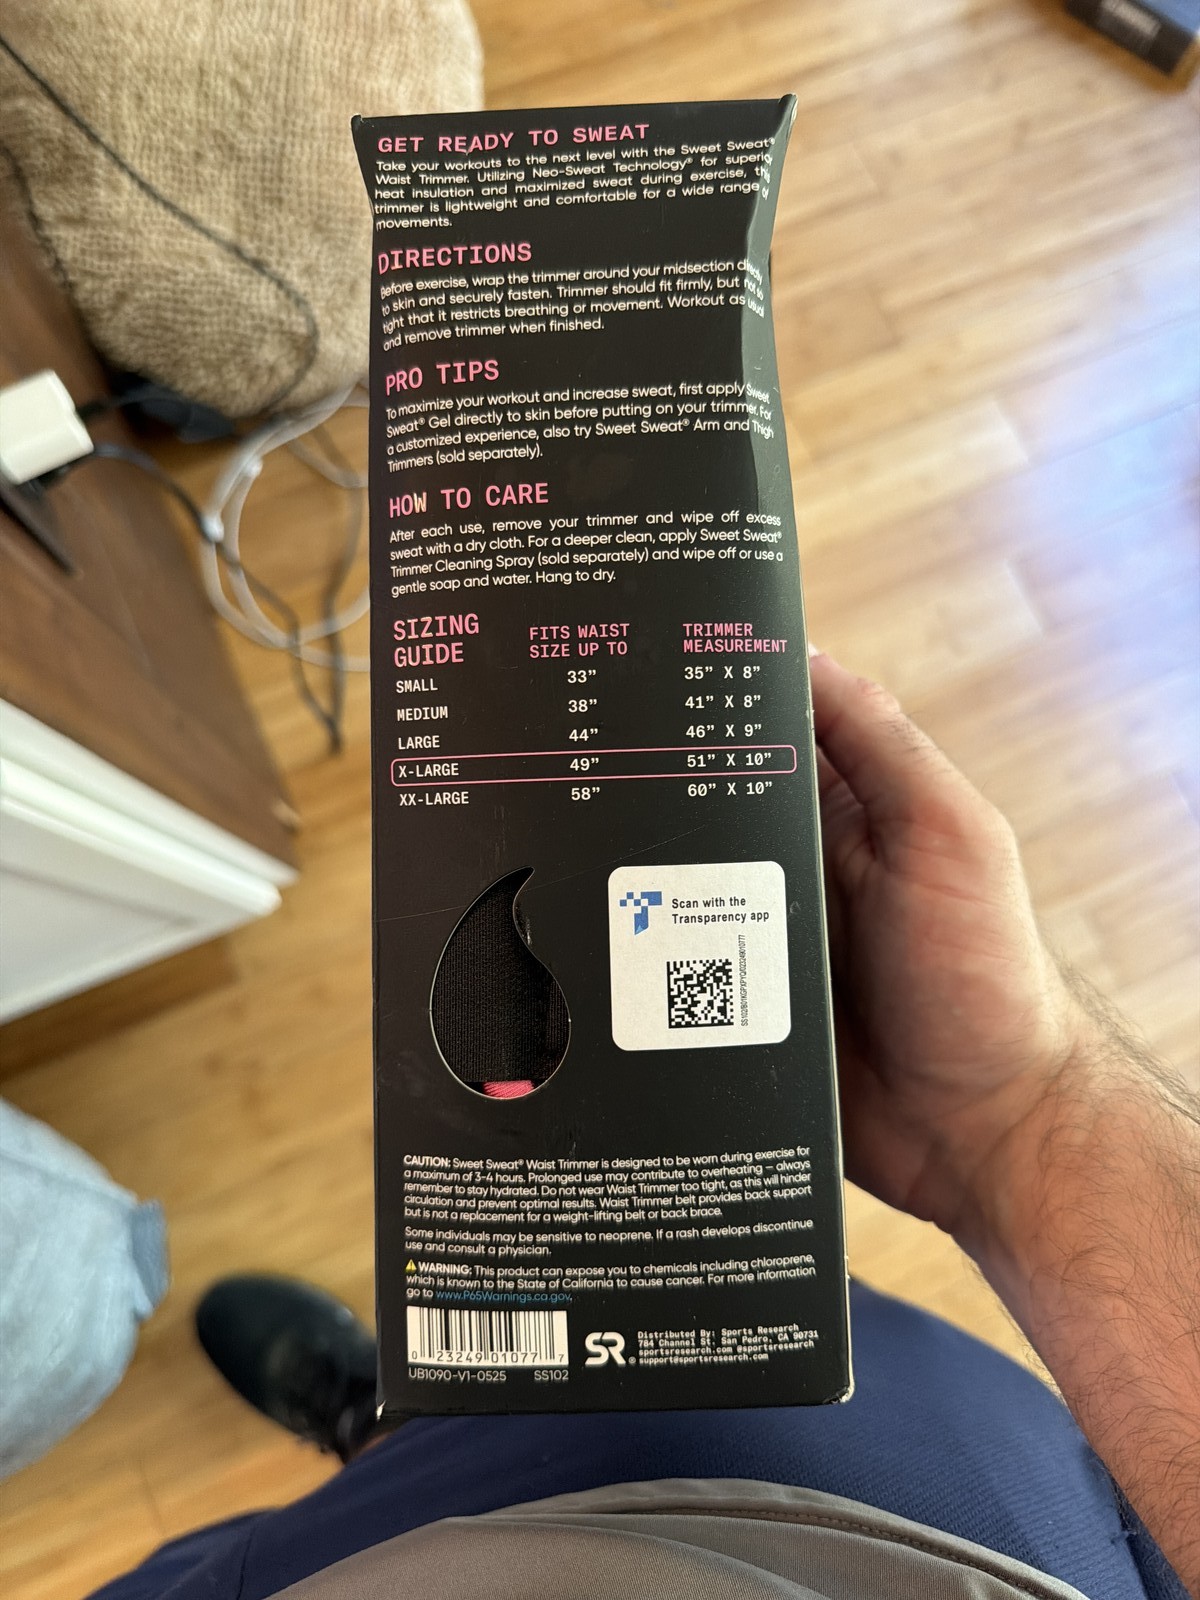 GET READY TO SWEAT
Take your workouts to the next level with the Sweet Sweat®
Waist Trimmer. Utilizing Neo-Sweat Technology® for superior
heat insulation and maximized sweat during exercise, this
trimmer is lightweight and comfortable for a wide range of
movements.
DIRECTIONS
Before exercise, wrap the trimmer around your midsection directly
to skin and securely fasten. Trimmer should fit firmly, but not so
tight that it restricts breathing or movement. Workout as usual
and remove trimmer when finished.
PRO TIPS
To maximize your workout and increase sweat, first apply Sweet
Sweat® Gel directly to skin before putting on your trimmer. For
a customized experience, also try Sweet Sweat® Arm and Thigh
Trimmers (sold separately).
HOW TO CARE
After each use, remove your trimmer and wipe off excess
sweat with a dry cloth. For a deeper clean, apply Sweet Sweat®
Trimmer Cleaning Spray (sold separately) and wipe off or use a
gentle soap and water. Hang to dry.
SIZING GUIDE FITS WAIST SIZE UP TO TRIMMER MEASUREMENT
SMALL 33” 35” X 8”
MEDIUM 38” 41” X 8”
LARGE 44” 46” X 9”
X-LARGE 49” 51” X 10”
XX-LARGE 58” 60” X 10”
Scan with the
Transparency app
CAUTION: Sweet Sweat® Waist Trimmer is designed to be worn during exercise for
a maximum of 3-4 hours. Prolonged use may contribute to overheating – always
remember to stay hydrated. Do not wear Waist Trimmer too tight, as this will hinder
circulation and prevent optimal results. Waist Trimmer belt provides back support
but is not a replacement for a weight-lifting belt or back brace.
Some individuals may be sensitive to neoprene. If a rash develops discontinue
use and consult a physician.
WARNING: This product can expose you to chemicals including chloroprene,
which is known to the State of California to cause cancer. For more information
go to www.P65Warnings.ca.gov.
0 23249 01077 7
UB1090-V1-0525 SS102
SR®
Distributed By: Sports Research
784 Channel St. San Pedro, CA 90731
sportsresearch.com @sportsresearch
support@sportsresearch.com